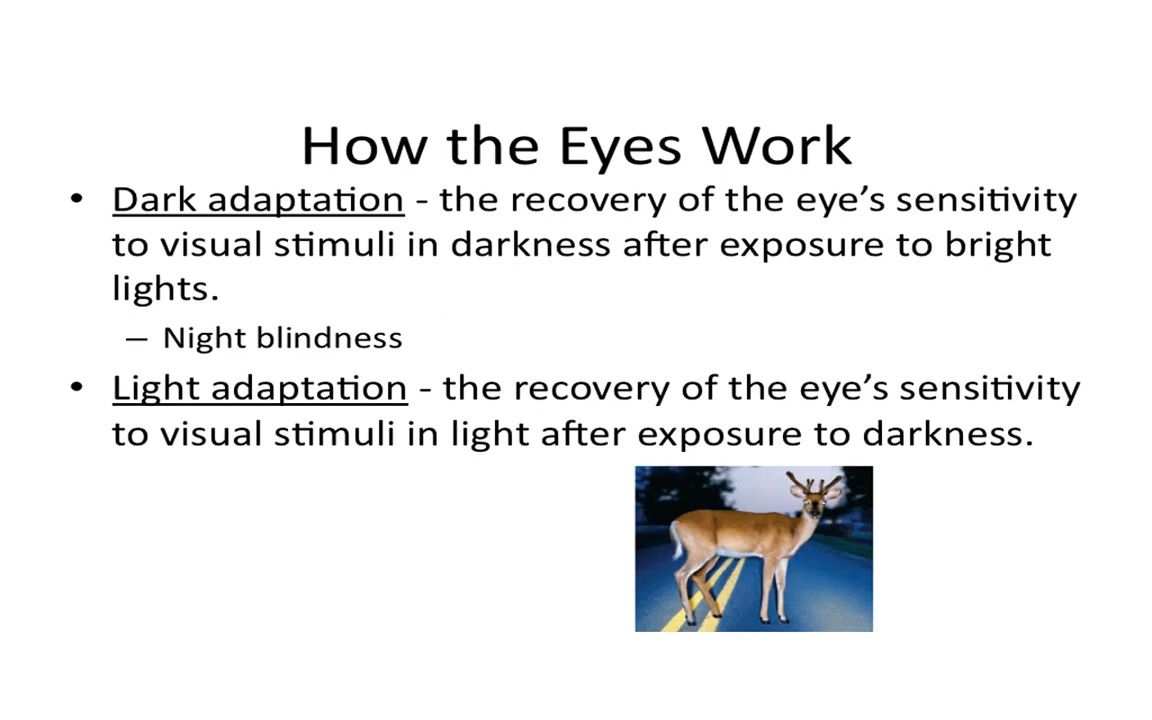 How the Eyes Work
• Dark adaptation - the recovery of the eye’s sensitivity
to visual stimuli in darkness after exposure to bright
lights.
– Night blindness
• Light adaptation - the recovery of the eye’s sensitivity
to visual stimuli in light after exposure to darkness.